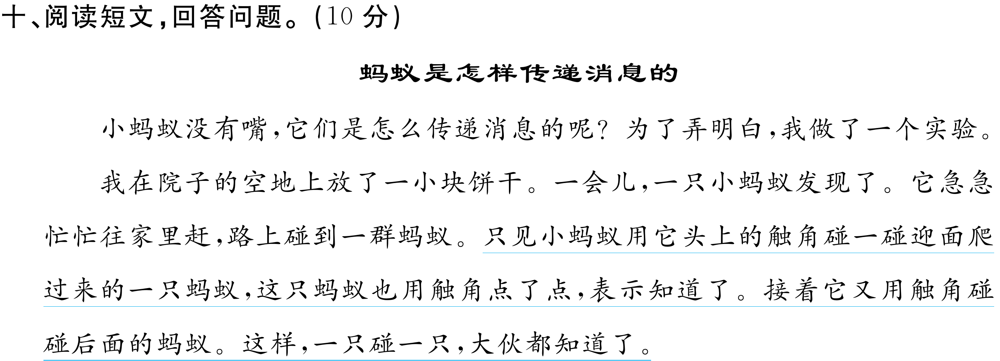 十、阅读短文,回答问题。(10 分)
蚂蚁是怎样传递消息的
小蚂蚁没有嘴,它们是怎么传递消息的呢? 为了弄明白,我做了一个实验。
我在院子的空地上放了一小块饼干。一会儿,一只小蚂蚁发现了。它急急
忙忙往家里赶,路上碰到一群蚂蚁。只见小蚂蚁用它头上的触角碰一碰迎面爬
过来的一只蚂蚁,这只蚂蚁也用触角点了点,表示知道了。接着它又用触角碰
碰后面的蚂蚁。这样,一只碰一只,大伙都知道了。